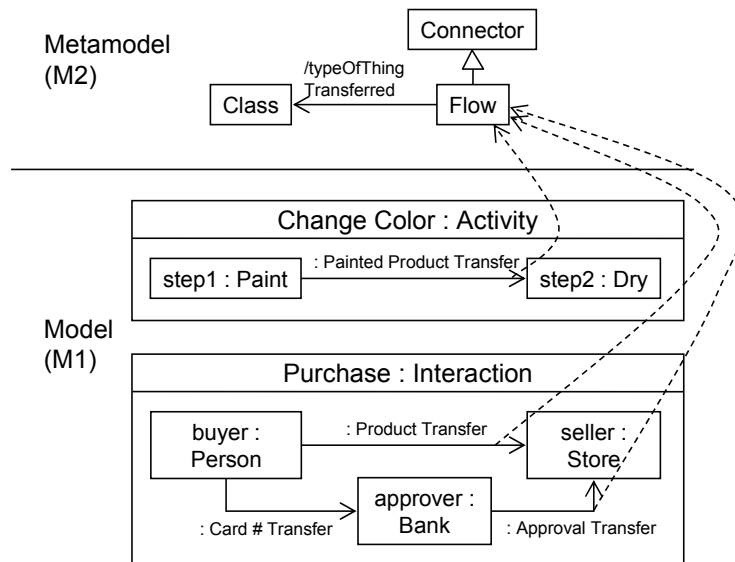 Metamodel
(M2)
Connector
/typeOfThing
Transferred
Class
Flow
Change Color : Activity
: Painted Product Transfer
step1 : Paint
step2 : Dry
Model
(M1)
Purchase : Interaction
buyer :
Person
: Product Transfer
seller :
Store
approver :
Bank
: Card # Transfer
: Approval Transfer